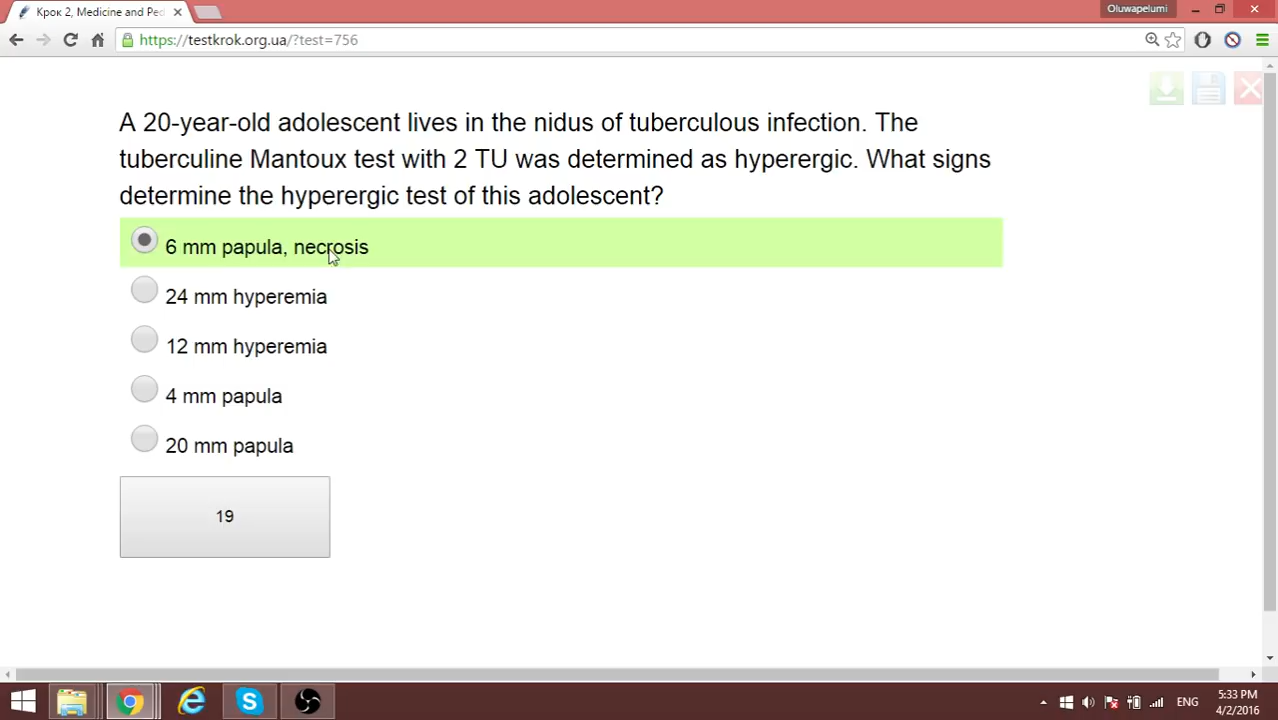 Крок 2, Medicine and Ped
Oluwapelumi
https://testkrok.org.ua/?test=756
A 20-year-old adolescent lives in the nidus of tuberculous infection. The
tuberculine Mantoux test with 2 TU was determined as hyperergic. What signs
determine the hyperergic test of this adolescent?
6 mm papula, necrosis
24 mm hyperemia
12 mm hyperemia
4 mm papula
20 mm papula
19
ENG
5:33 PM
4/2/2016